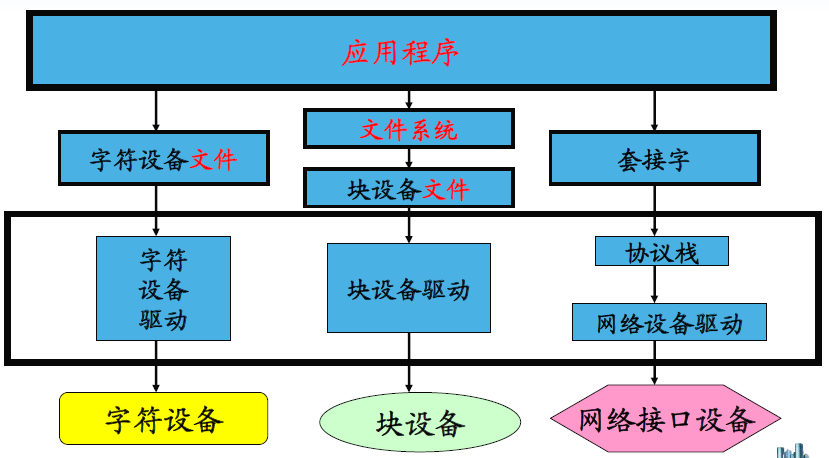 应用程序
字符设备文件
文件系统
块设备文件
套接字
字符
设备
驱动
块设备驱动
协议栈
网络设备驱动
字符设备
块设备
网络接口设备